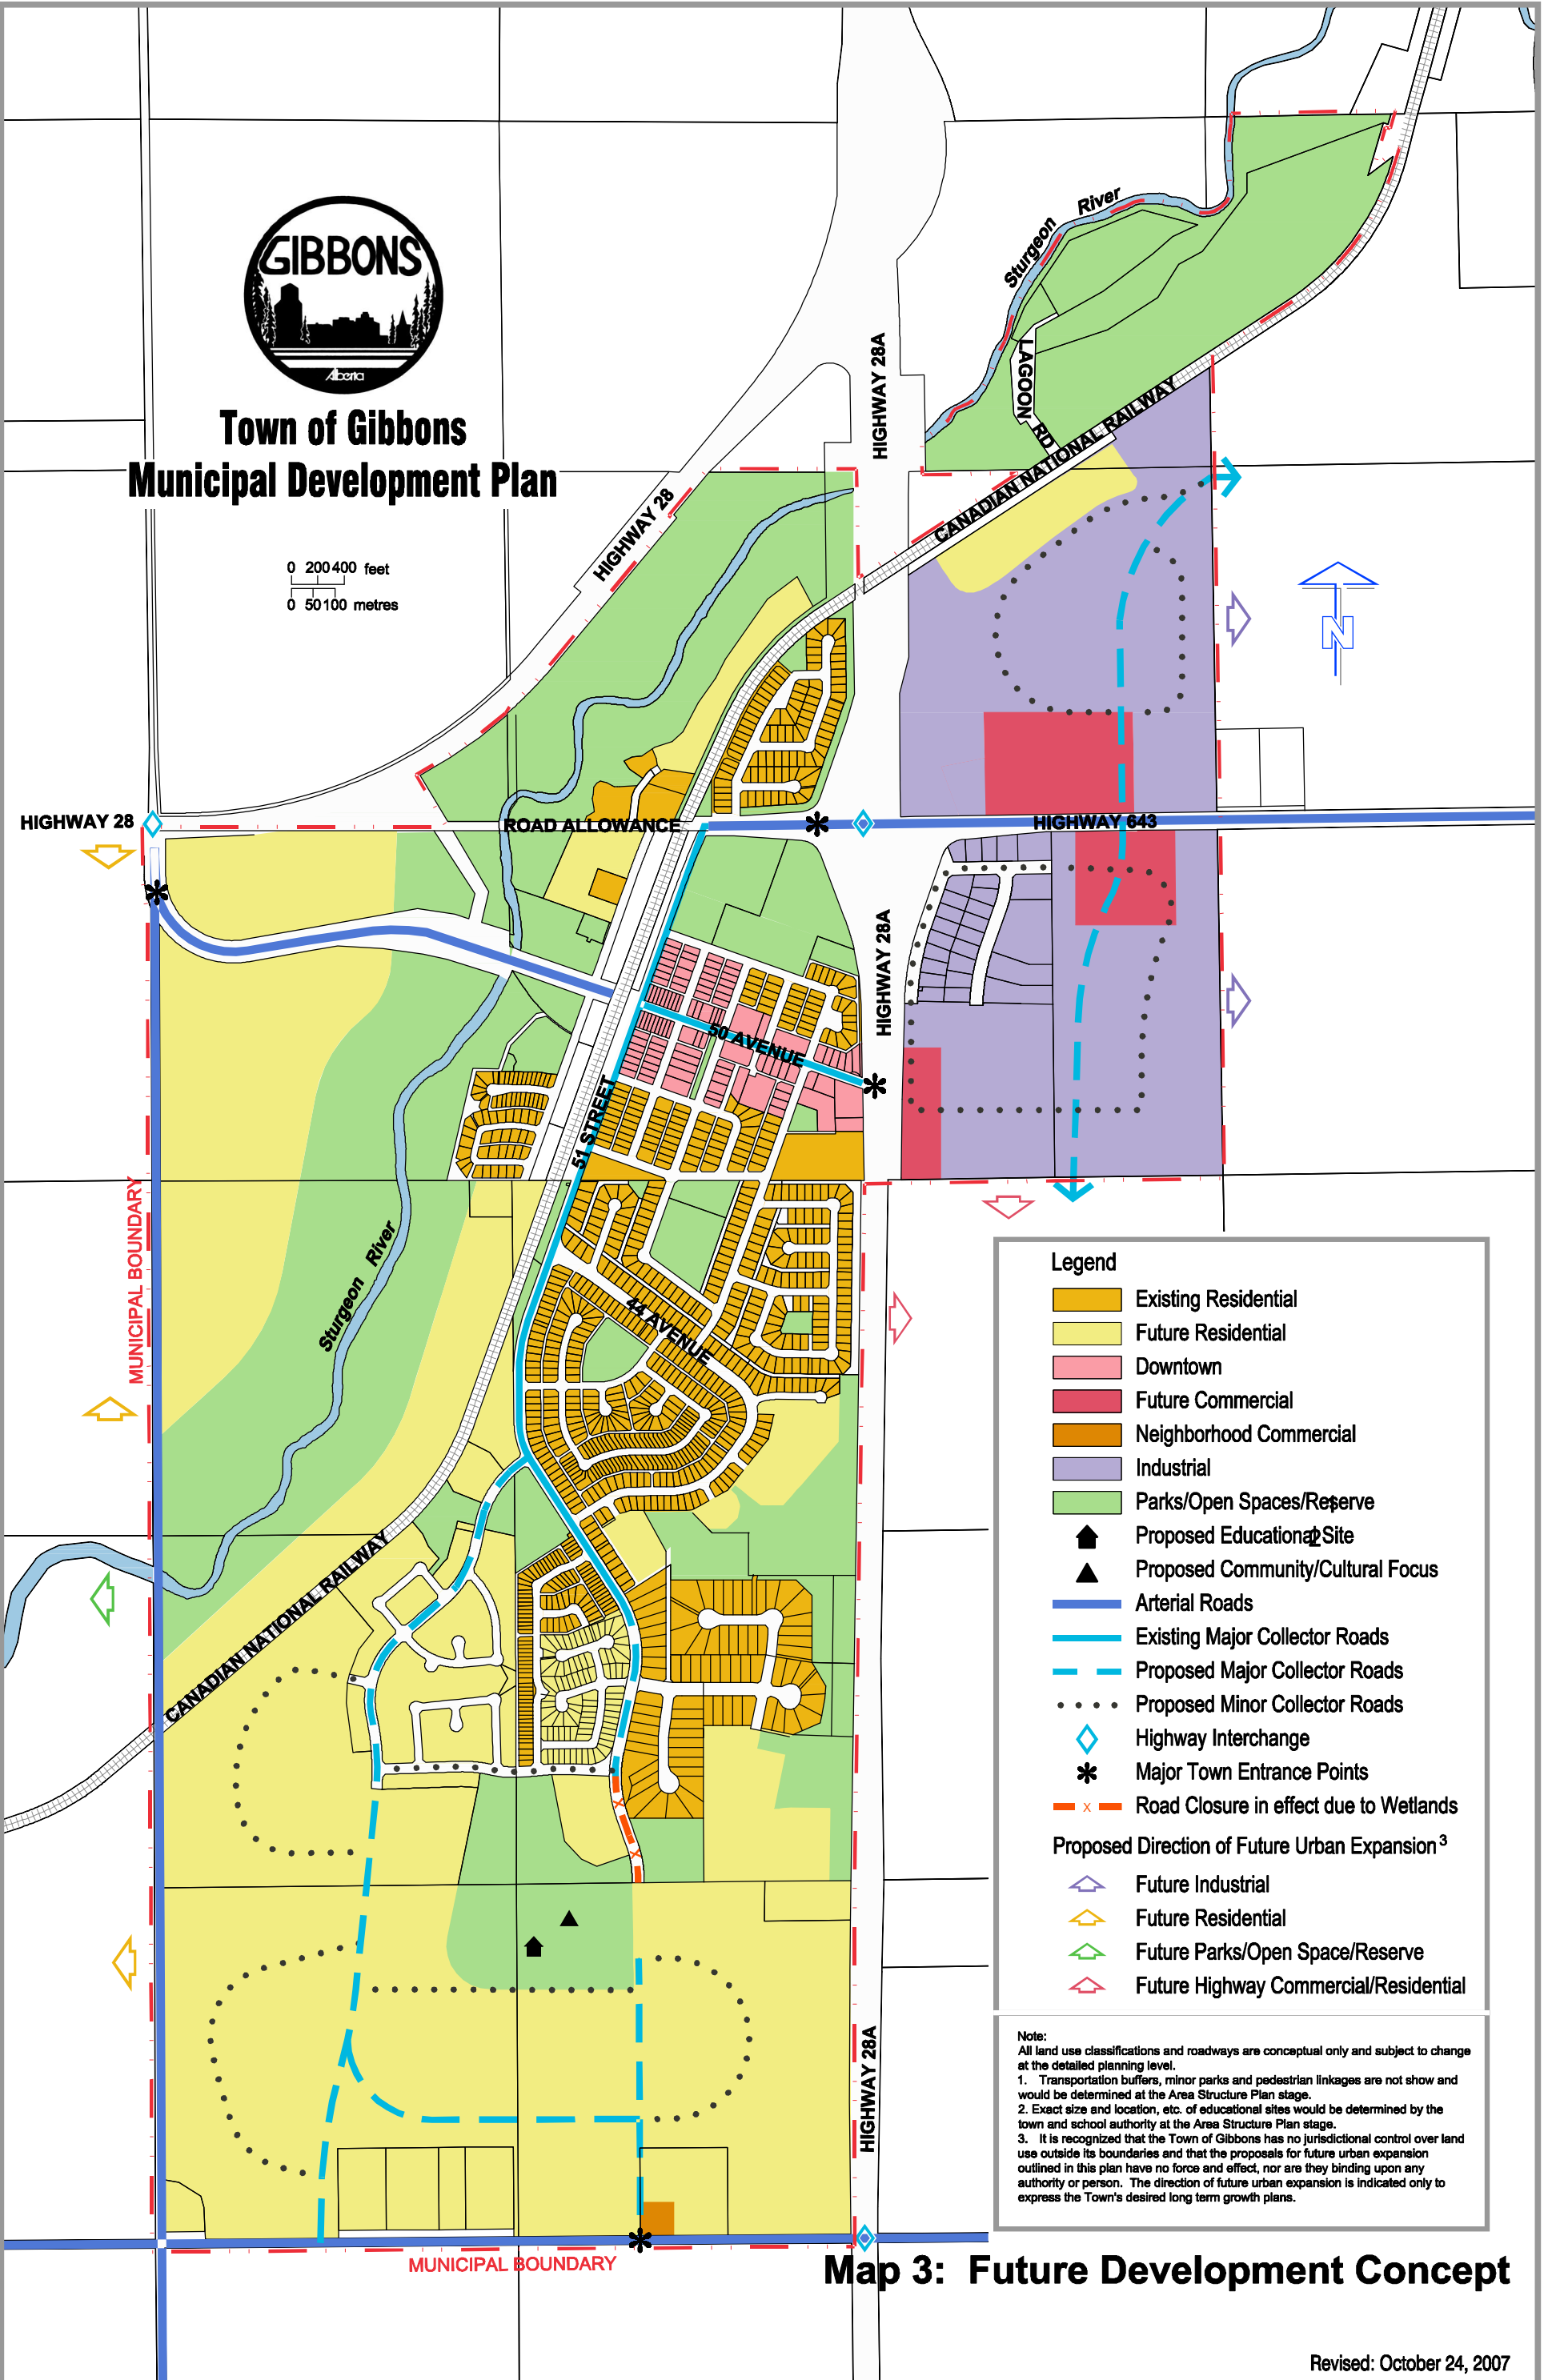 Sturgeon River
GIBBONS
Alberta
Town of Gibbons
Municipal Development Plan
HIGHWAY 28A
LAGOON RD
CANADIAN NATIONAL RAILWAY
HIGHWAY 28
0 200 400 feet
0 50 100 metres
N
HIGHWAY 28
ROAD ALLOWANCE
HIGHWAY 643
HIGHWAY 28A
50 AVENUE
51 STREET
MUNICIPAL BOUNDARY
Sturgeon River
44 AVENUE
CANADIAN NATIONAL RAILWAY
x
x
HIGHWAY 28A
MUNICIPAL BOUNDARY
Legend
Existing Residential
Future Residential
Downtown
Future Commercial
Neighborhood Commercial
Industrial
Parks/Open Spaces/Reserve 1
Proposed Educational Site 2
Proposed Community/Cultural Focus
Arterial Roads
Existing Major Collector Roads
Proposed Major Collector Roads
Proposed Minor Collector Roads
Highway Interchange
Major Town Entrance Points
x Road Closure in effect due to Wetlands
Proposed Direction of Future Urban Expansion 3
Future Industrial
Future Residential
Future Parks/Open Space/Reserve
Future Highway Commercial/Residential
Note:
All land use classifications and roadways are conceptual only and subject to change
at the detailed planning level.
1. Transportation buffers, minor parks and pedestrian linkages are not show and
would be determined at the Area Structure Plan stage.
2. Exact size and location, etc. of educational sites would be determined by the
town and school authority at the Area Structure Plan stage.
3. It is recognized that the Town of Gibbons has no jurisdictional control over land
use outside its boundaries and that the proposals for future urban expansion
outlined in this plan have no force and effect, nor are they binding upon any
authority or person. The direction of future urban expansion is indicated only to
express the Town's desired long term growth plans.
Map 3: Future Development Concept
Revised: October 24, 2007